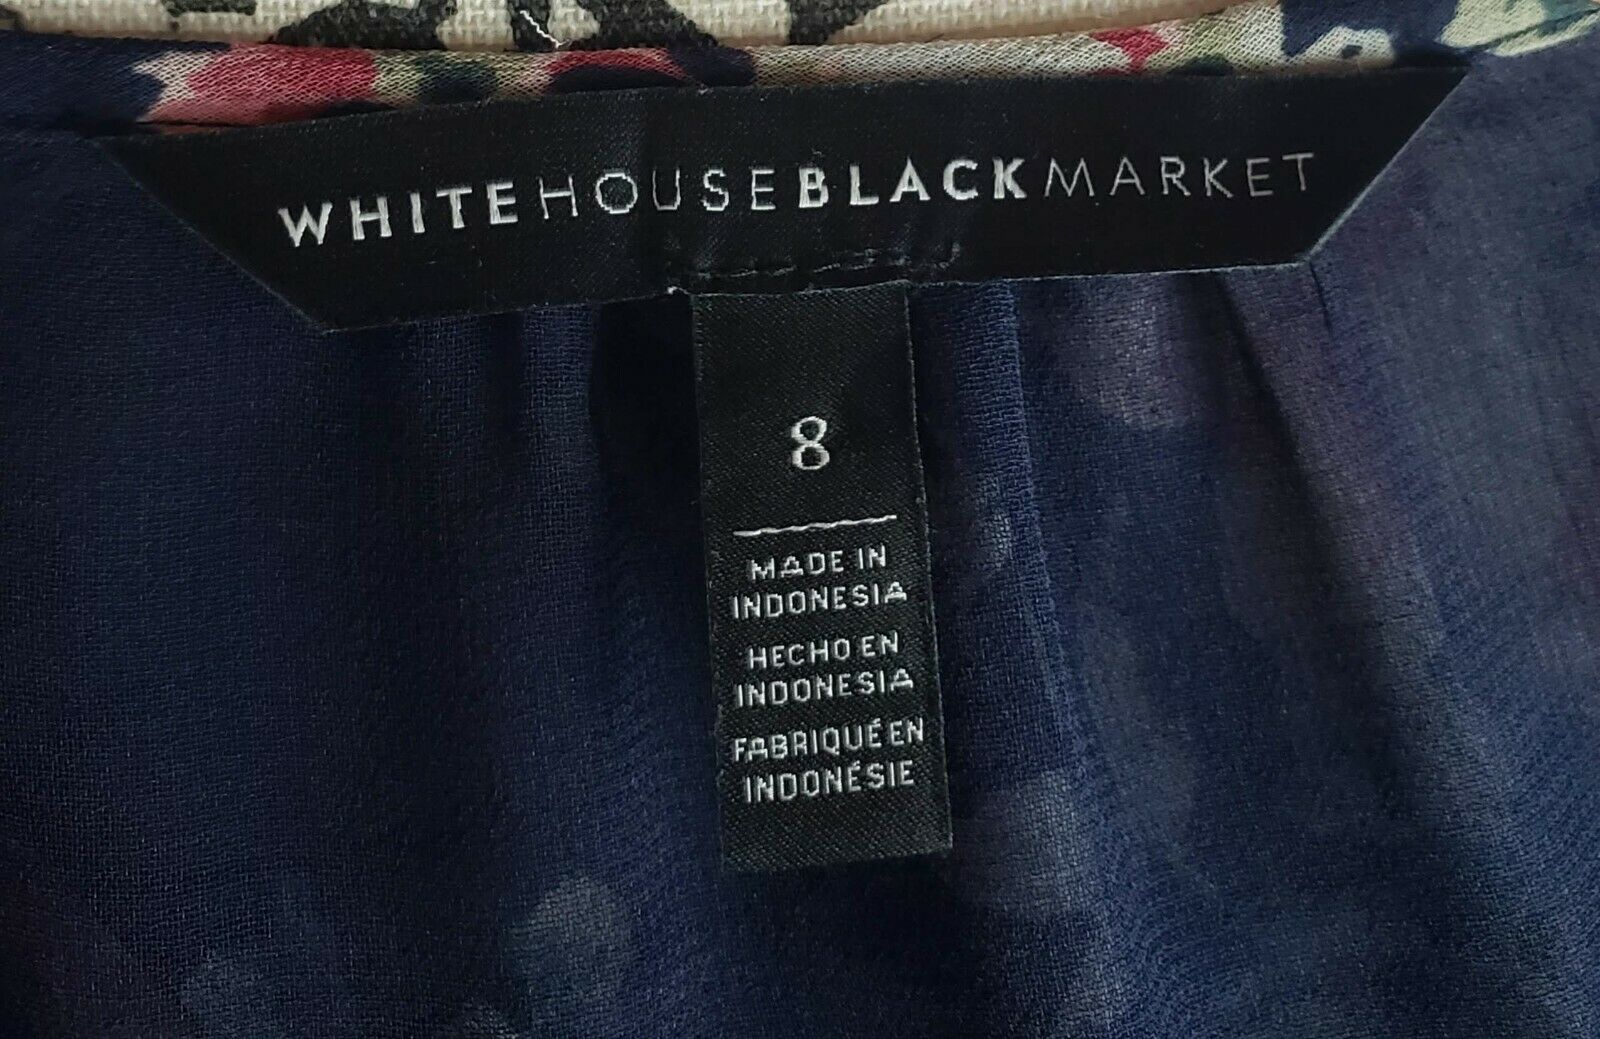 WHITEHOUSEBLACKMARKET
8
MADE IN
INDONESIA
HECHO EN
INDONESIA
FABRIQUÉ EN
INDONÉSIE